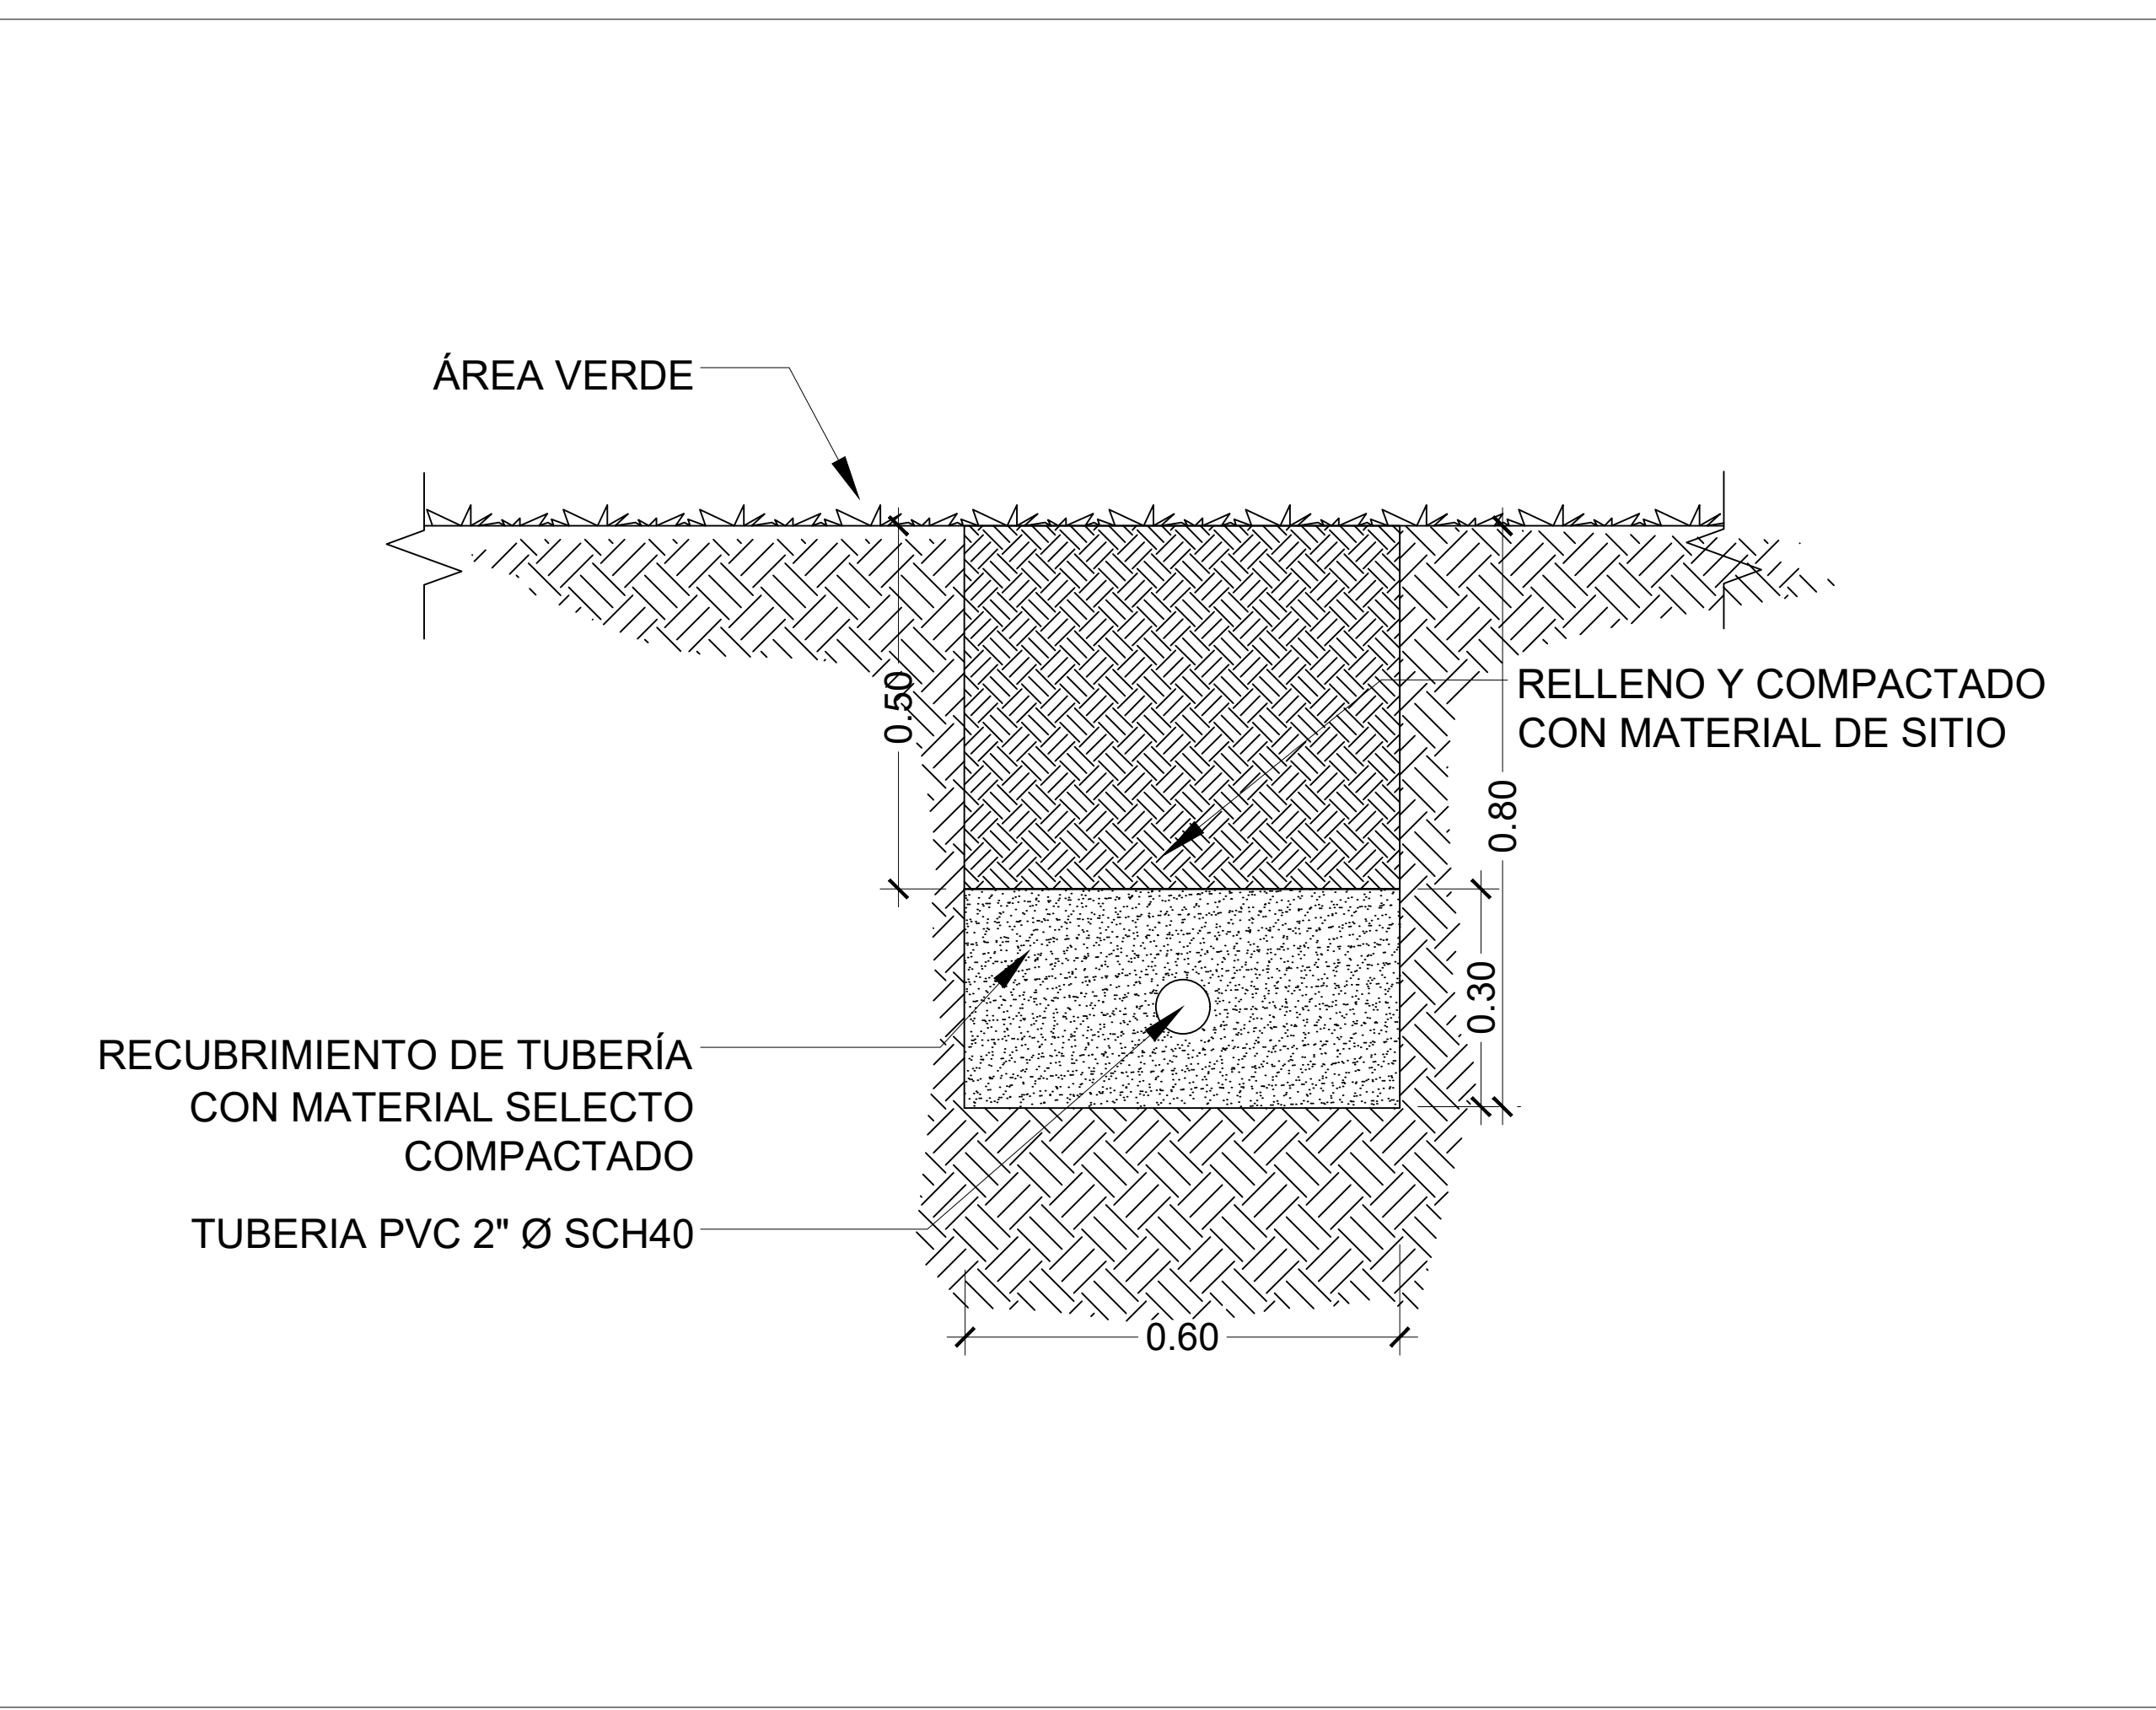 ÁREA VERDE
0.50
RELLENO Y COMPACTADO
CON MATERIAL DE SITIO
0.80
0.30
RECUBRIMIENTO DE TUBERÍA
CON MATERIAL SELECTO
COMPACTADO
TUBERIA PVC 2" Ø SCH40
0.60